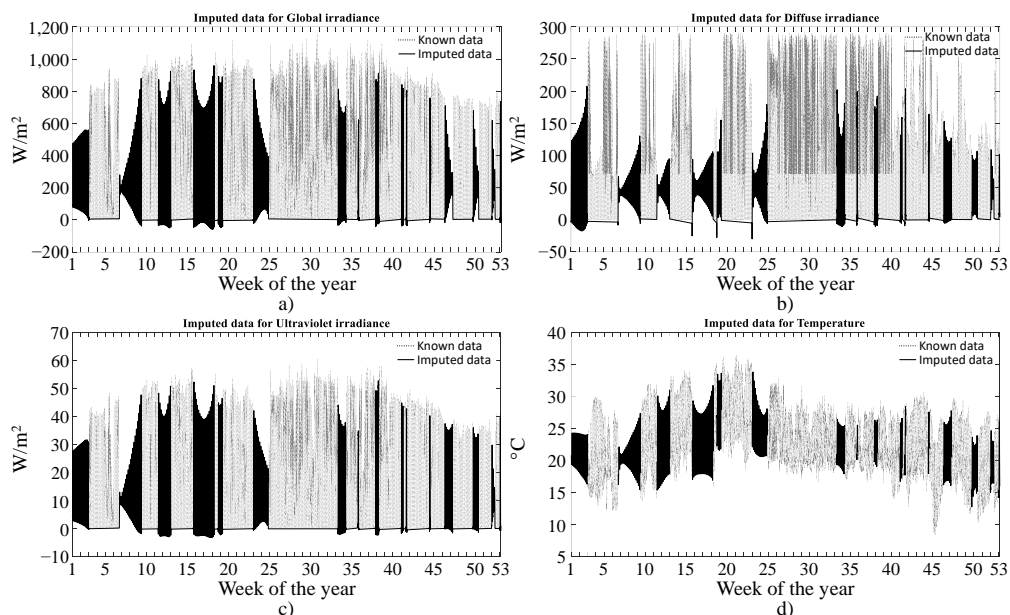 Imputed data for Global irradiance
1,200
1,000
800
600
400
200
0
−200
W/m²
Known data
Imputed data
1 5 10 15 20 25 30 35 40 45 50 53
Week of the year
a)
Imputed data for Diffuse irradiance
300
250
200
150
100
50
0
−50
W/m²
Known data
Imputed data
1 5 10 15 20 25 30 35 40 45 50 53
Week of the year
b)
Imputed data for Ultraviolet irradiance
70
60
50
40
30
20
10
0
−10
W/m²
Known data
Imputed data
1 5 10 15 20 25 30 35 40 45 50 53
Week of the year
c)
Imputed data for Temperature
40
35
30
25
20
15
10
5
°C
Known data
Imputed data
1 5 10 15 20 25 30 35 40 45 50 53
Week of the year
d)